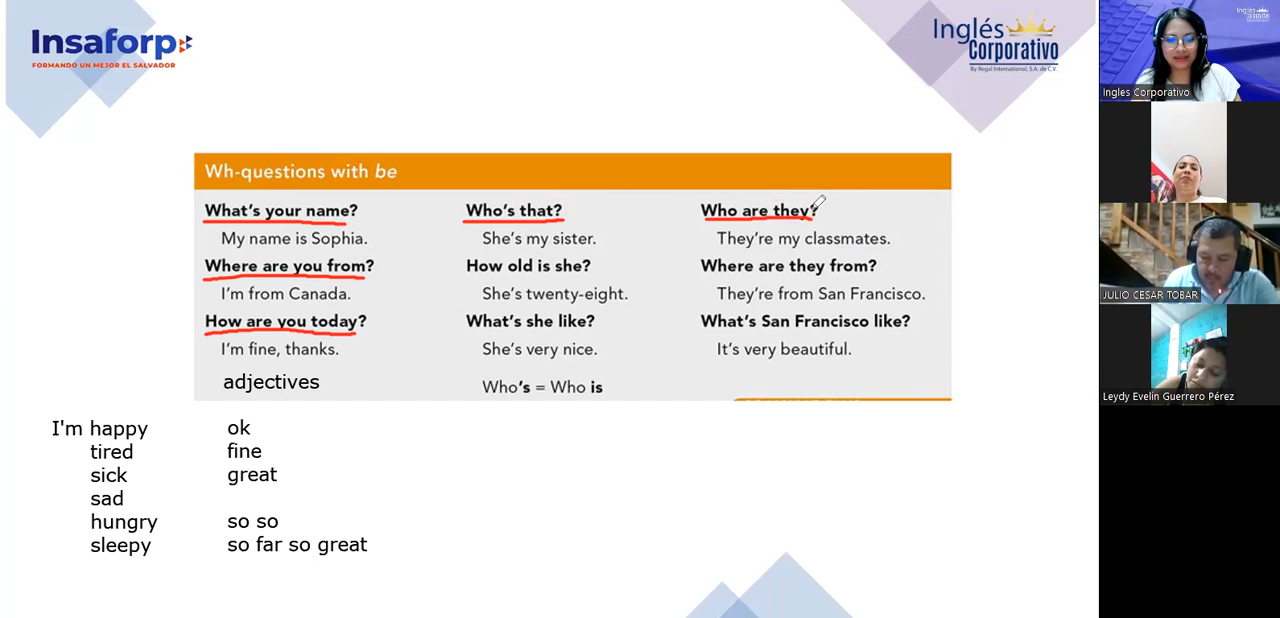 Insaforp
FORMANDO UN MEJOR EL SALVADOR
Inglés
Corporativo
By Regal International, S.A. de C.V.
Wh-questions with be
What's your name?
My name is Sophia.
Where are you from?
I'm from Canada.
How are you today?
I'm fine, thanks.
adjectives
Who's that?
She's my sister.
How old is she?
She's twenty-eight.
What's she like?
She's very nice.
Who's = Who is
Who are they?
They're my classmates.
Where are they from?
They're from San Francisco.
What's San Francisco like?
It's very beautiful.
I'm happy
tired
sick
sad
hungry
sleepy
ok
fine
great
so so
so far so great
Inglés
Ingles Corporativo
JULIO CESAR TOBAR
Leydy Evelin Guerrero Pérez